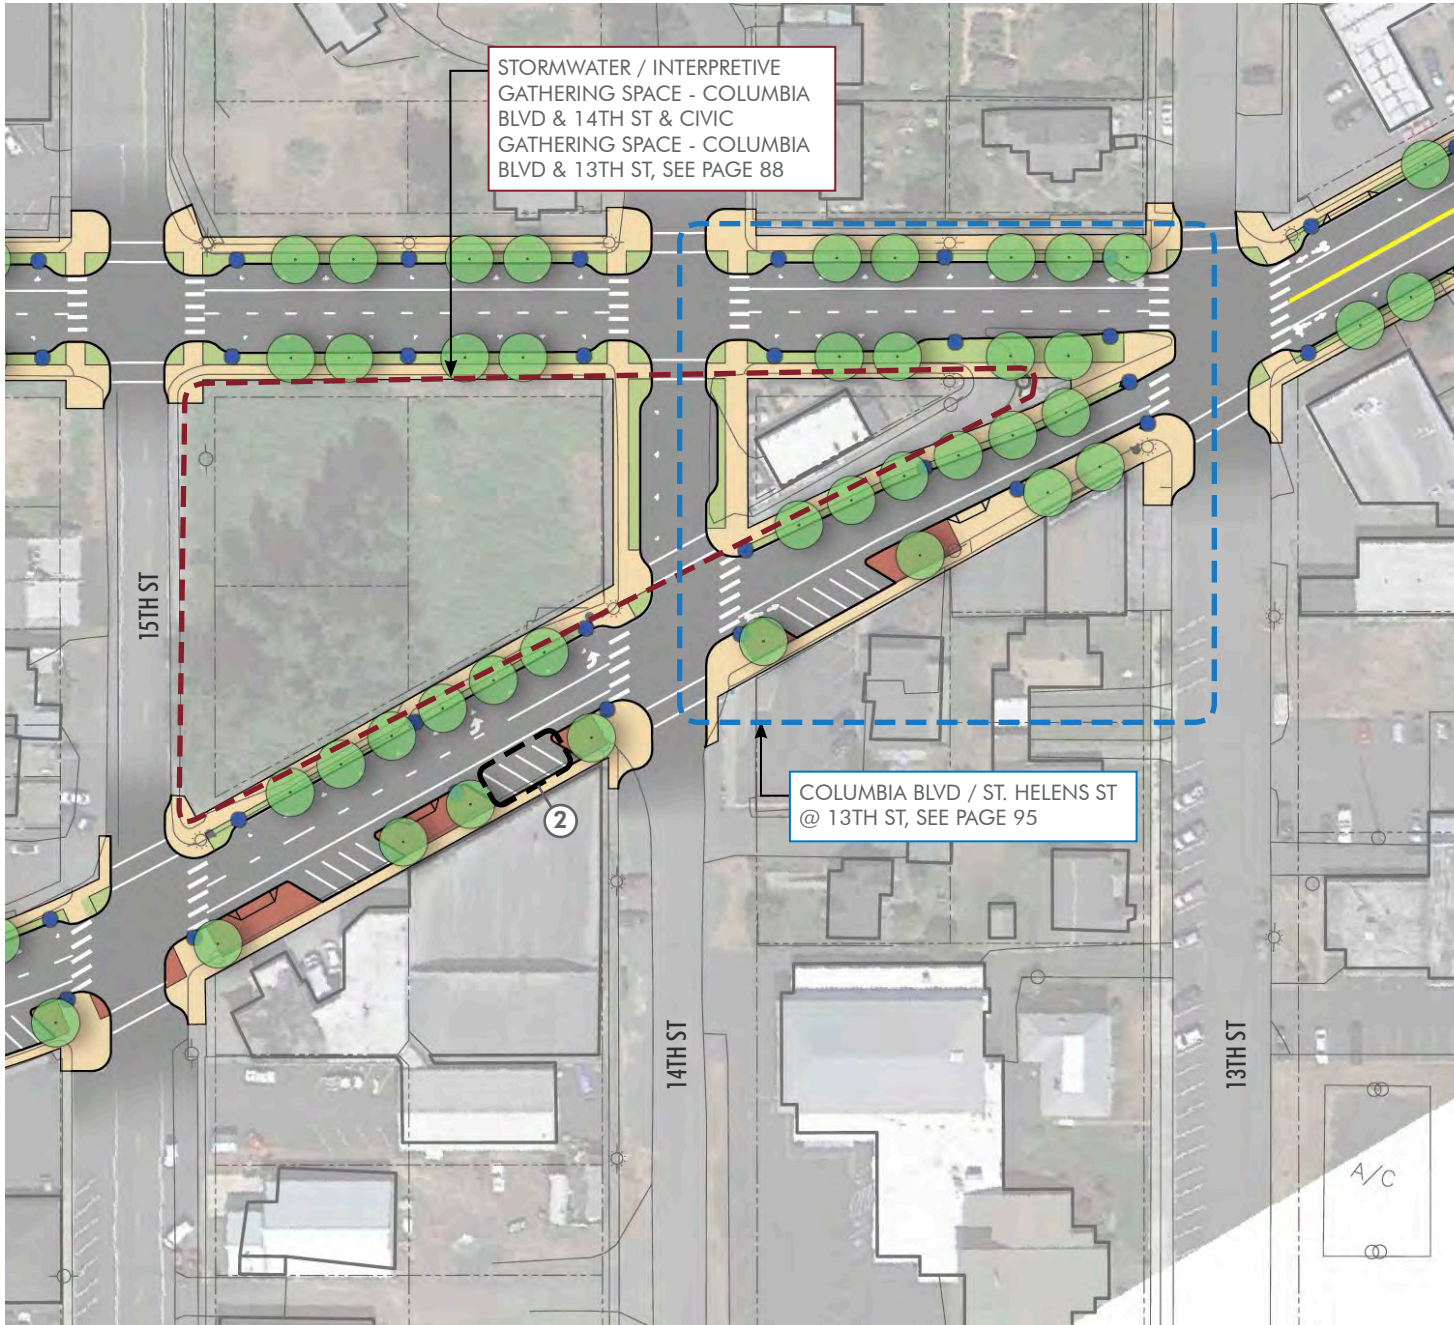 STORMWATER / INTERPRETIVE
GATHERING SPACE - COLUMBIA
BLVD & 14TH ST & CIVIC
GATHERING SPACE - COLUMBIA
BLVD & 13TH ST, SEE PAGE 88
15TH ST
COLUMBIA BLVD / ST. HELENS ST
@ 13TH ST, SEE PAGE 95
2
14TH ST
13TH ST
A/C